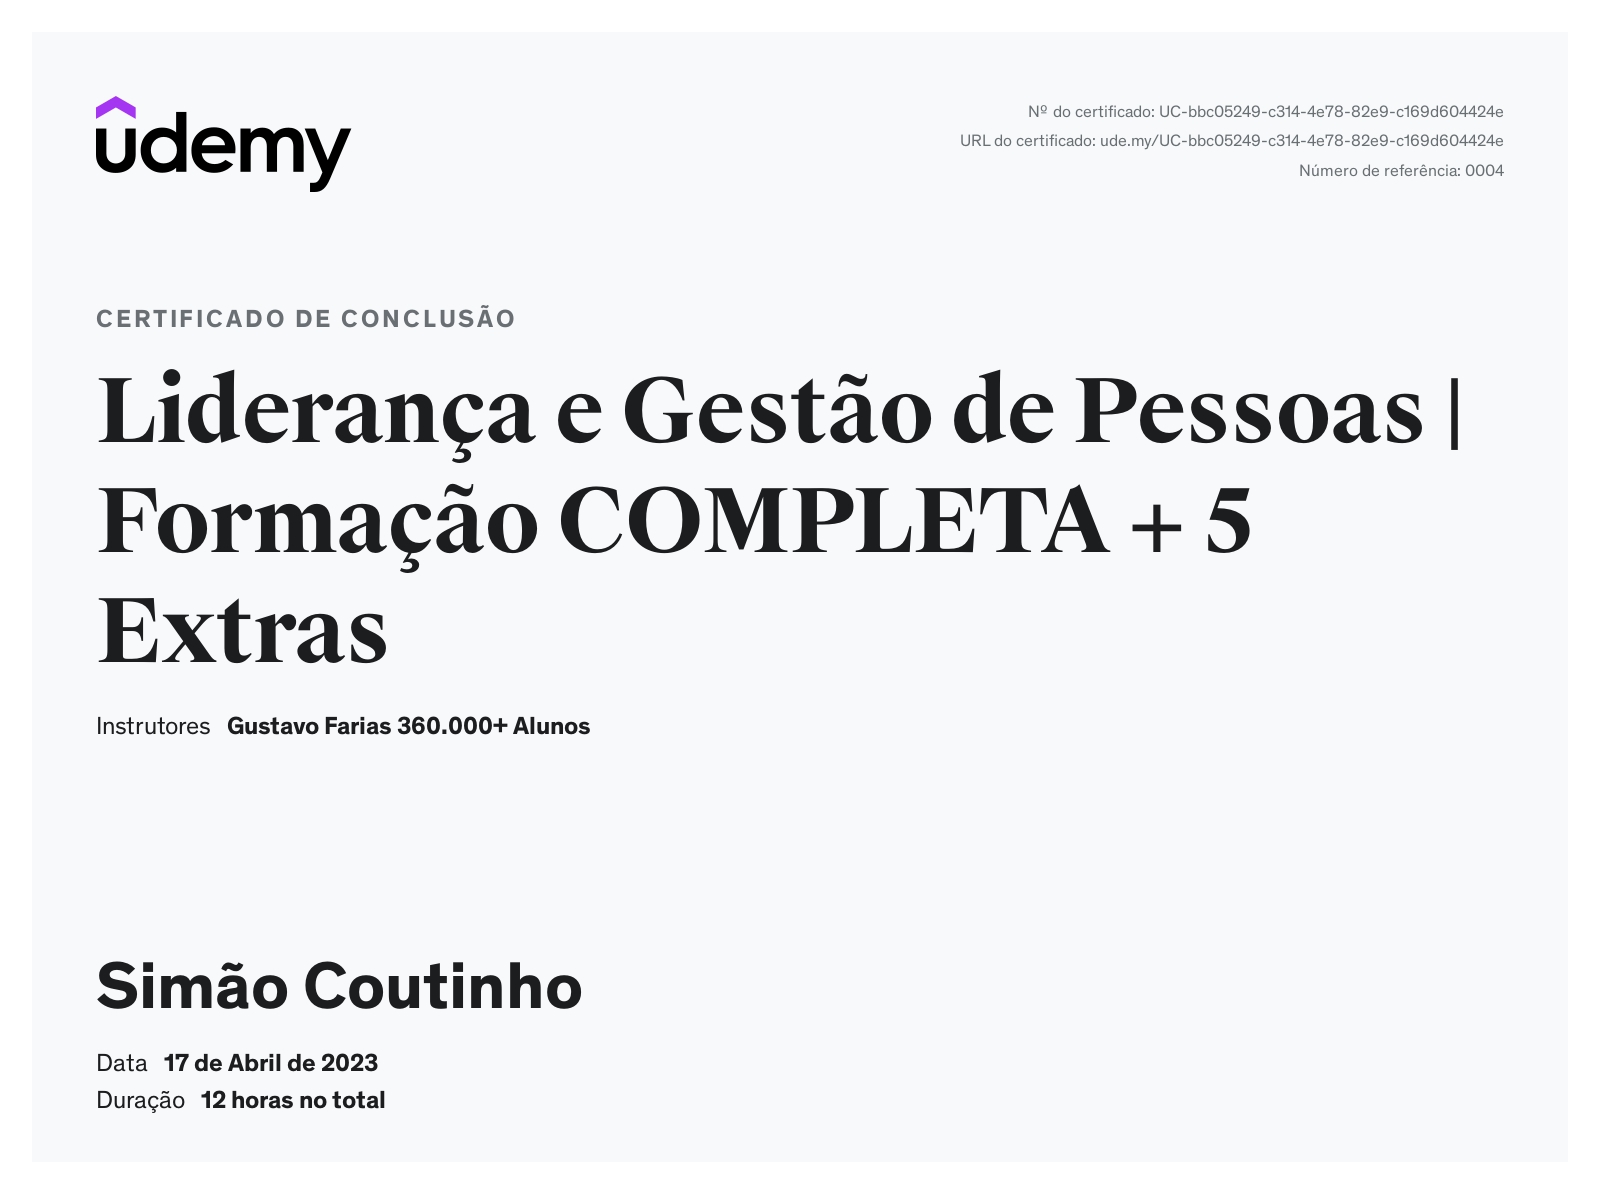 udemy
Nº do certificado: UC-bbc05249-c314-4e78-82e9-c169d604424e
URL do certificado: ude.my/UC-bbc05249-c314-4e78-82e9-c169d604424e
Número de referência: 0004
CERTIFICADO DE CONCLUSÃO
Liderança e Gestão de Pessoas |
Formação COMPLETA + 5
Extras
Instrutores Gustavo Farias 360.000+ Alunos
Simão Coutinho
Data 17 de Abril de 2023
Duração 12 horas no total